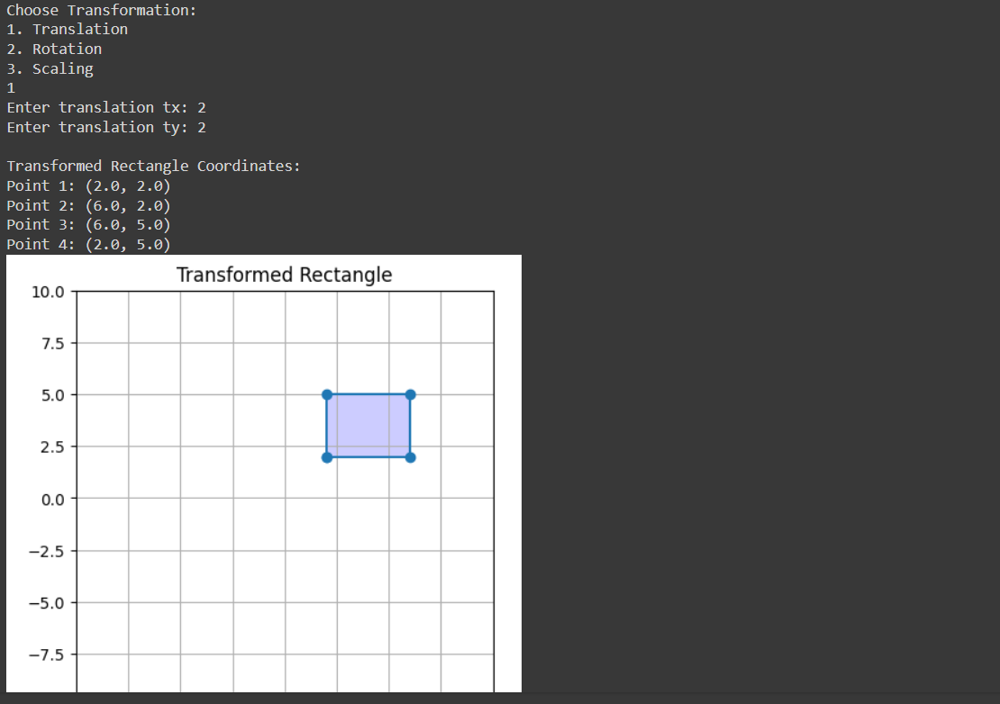 Choose Transformation:
1. Translation
2. Rotation
3. Scaling
1
Enter translation tx: 2
Enter translation ty: 2
Transformed Rectangle Coordinates:
Point 1: (2.0, 2.0)
Point 2: (6.0, 2.0)
Point 3: (6.0, 5.0)
Point 4: (2.0, 5.0)
Transformed Rectangle
10.0
7.5
5.0
2.5
0.0
−2.5
−5.0
−7.5